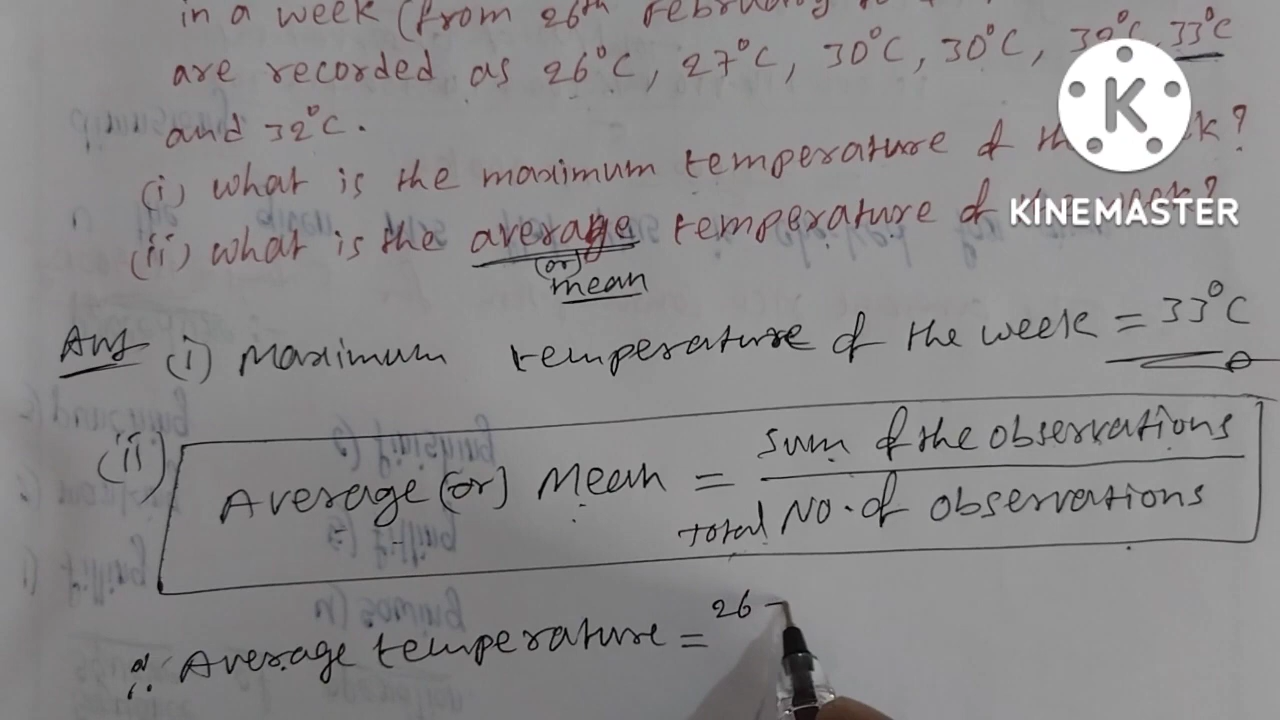 in a week (from 26th February
are recorded as 26°C, 27°C, 30°C, 30°C, 33°C
and 32°C.
(i) what is the maximum temperature of
(ii) what is the average temperature of the week?
(or)
mean
Ans (i) Maximum temperature of the week = 33°C
(ii) Average (or) Mean = sum of the observations
total No. of observations
∴ Average temperature = 26
K
KINEMASTER